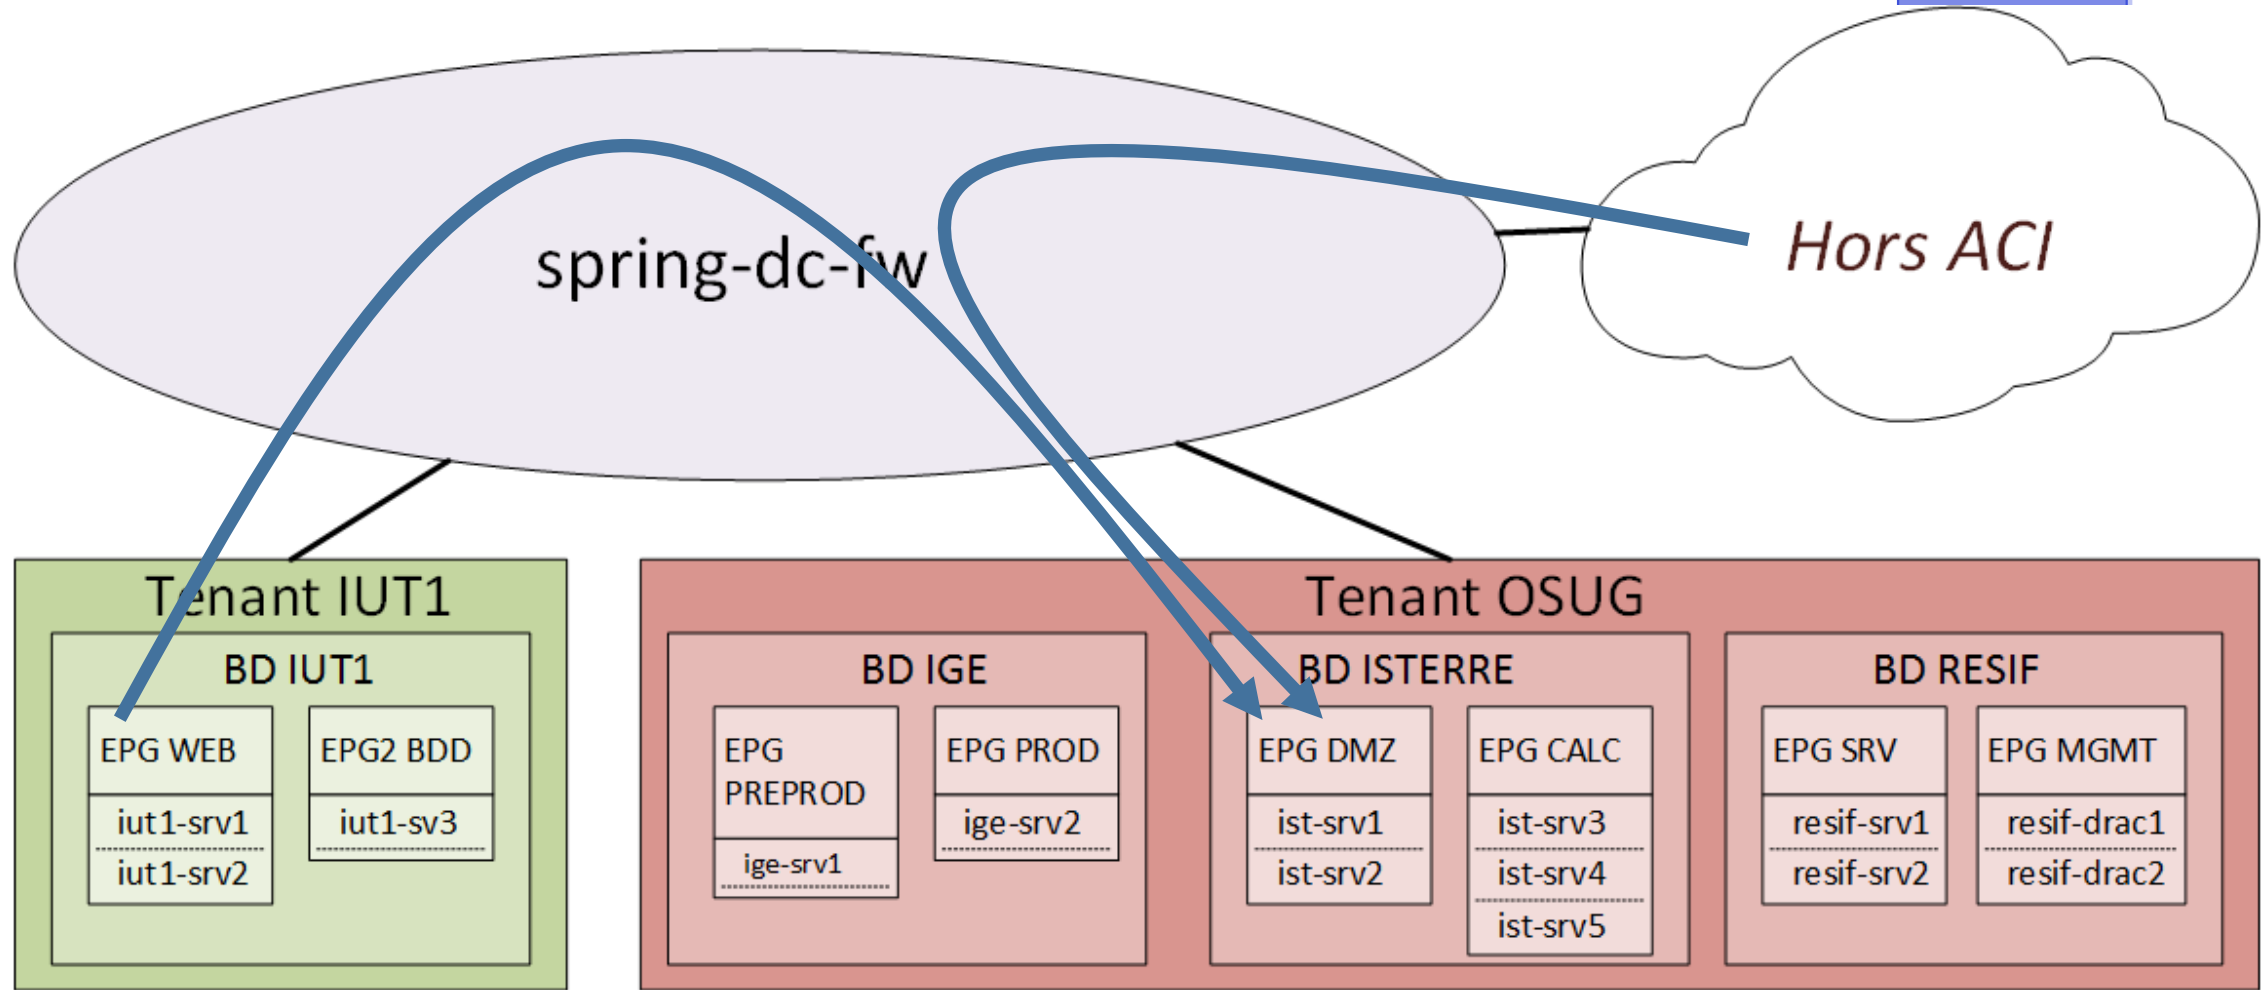 spring-dc-fw
Hors ACI
Tenant IUT1
BD IUT1
EPG WEB
iut1-srv1
iut1-srv2
EPG2 BDD
iut1-sv3
Tenant OSUG
BD IGE
EPG
PREPROD
ige-srv1
EPG PROD
ige-srv2
BD ISTERRE
EPG DMZ
ist-srv1
ist-srv2
EPG CALC
ist-srv3
ist-srv4
ist-srv5
BD RESIF
EPG SRV
resif-srv1
resif-srv2
EPG MGMT
resif-drac1
resif-drac2